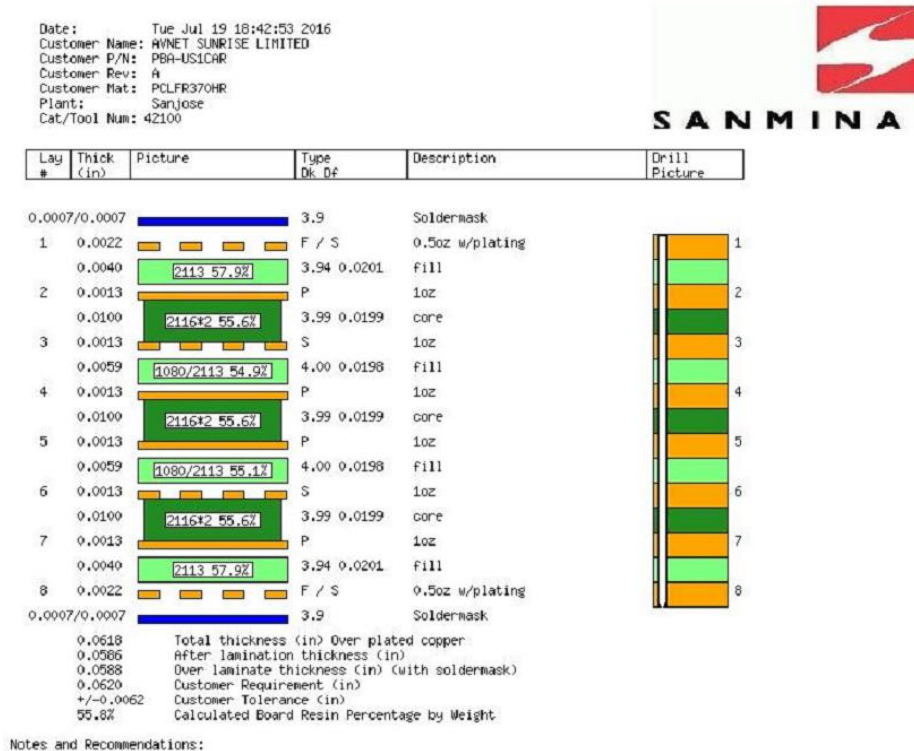 Date: Tue Jul 19 18:42:53 2016
Customer Name: AVNET SUNRISE LIMITED
Customer P/N: PBA-US1CAR
Customer Rev: A
Customer Mat: PCLFR370HR
Plant: Sanjose
Cat/Tool Num: 42100
SANMINA
Lay # Thick (in) Picture Type Dk Df Description Drill Picture
0.0007/0.0007 3.9 Soldermask
1 0.0022 F / S 0.5oz w/plating 1
0.0040 2113 57.9% 3.94 0.0201 fill
2 0.0013 P 1oz 2
0.0100 2116*2 55.6% 3.99 0.0199 core
3 0.0013 S 1oz 3
0.0059 1080/2113 54.9% 4.00 0.0198 fill
4 0.0013 P 1oz 4
0.0100 2116*2 55.6% 3.99 0.0199 core
5 0.0013 P 1oz 5
0.0059 1080/2113 55.1% 4.00 0.0198 fill
6 0.0013 S 1oz 6
0.0100 2116*2 55.6% 3.99 0.0199 core
7 0.0013 P 1oz 7
0.0040 2113 57.9% 3.94 0.0201 fill
8 0.0022 F / S 0.5oz w/plating 8
0.0007/0.0007 3.9 Soldermask
0.0618 Total thickness (in) Over plated copper
0.0586 After lamination thickness (in)
0.0588 Over laminate thickness (in) (with soldermask)
0.0620 Customer Requirement (in)
+/-0.0062 Customer Tolerance (in)
55.8% Calculated Board Resin Percentage by Weight
Notes and Recommendations: